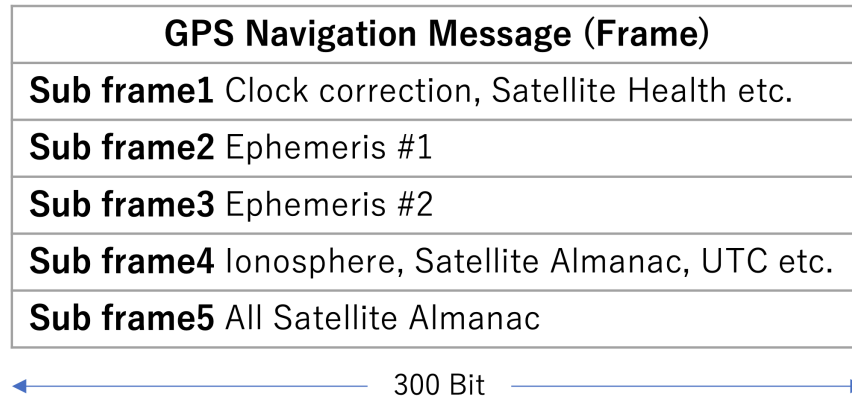 GPS Navigation Message (Frame)
Sub frame1 Clock correction, Satellite Health etc.
Sub frame2 Ephemeris #1
Sub frame3 Ephemeris #2
Sub frame4 Ionosphere, Satellite Almanac, UTC etc.
Sub frame5 All Satellite Almanac
300 Bit